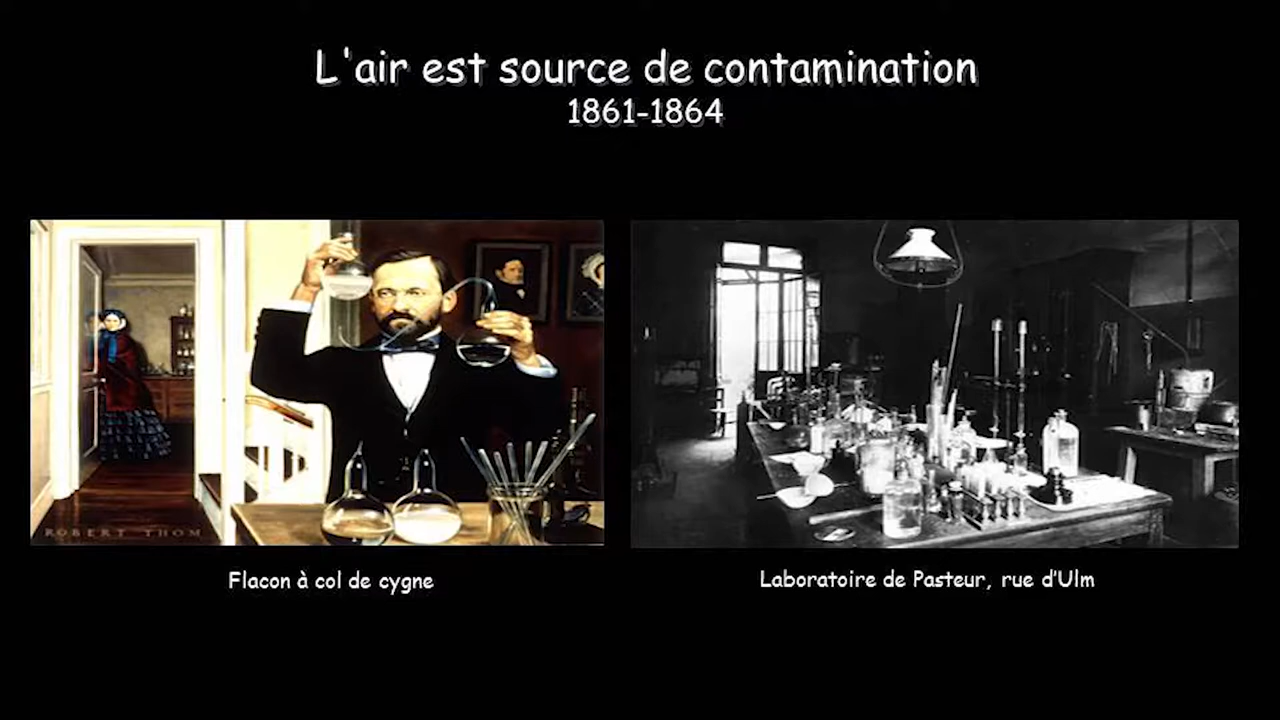 L'air est source de contamination
1861-1864
ROBERT THOM
Flacon à col de cygne
Laboratoire de Pasteur, rue d'Ulm